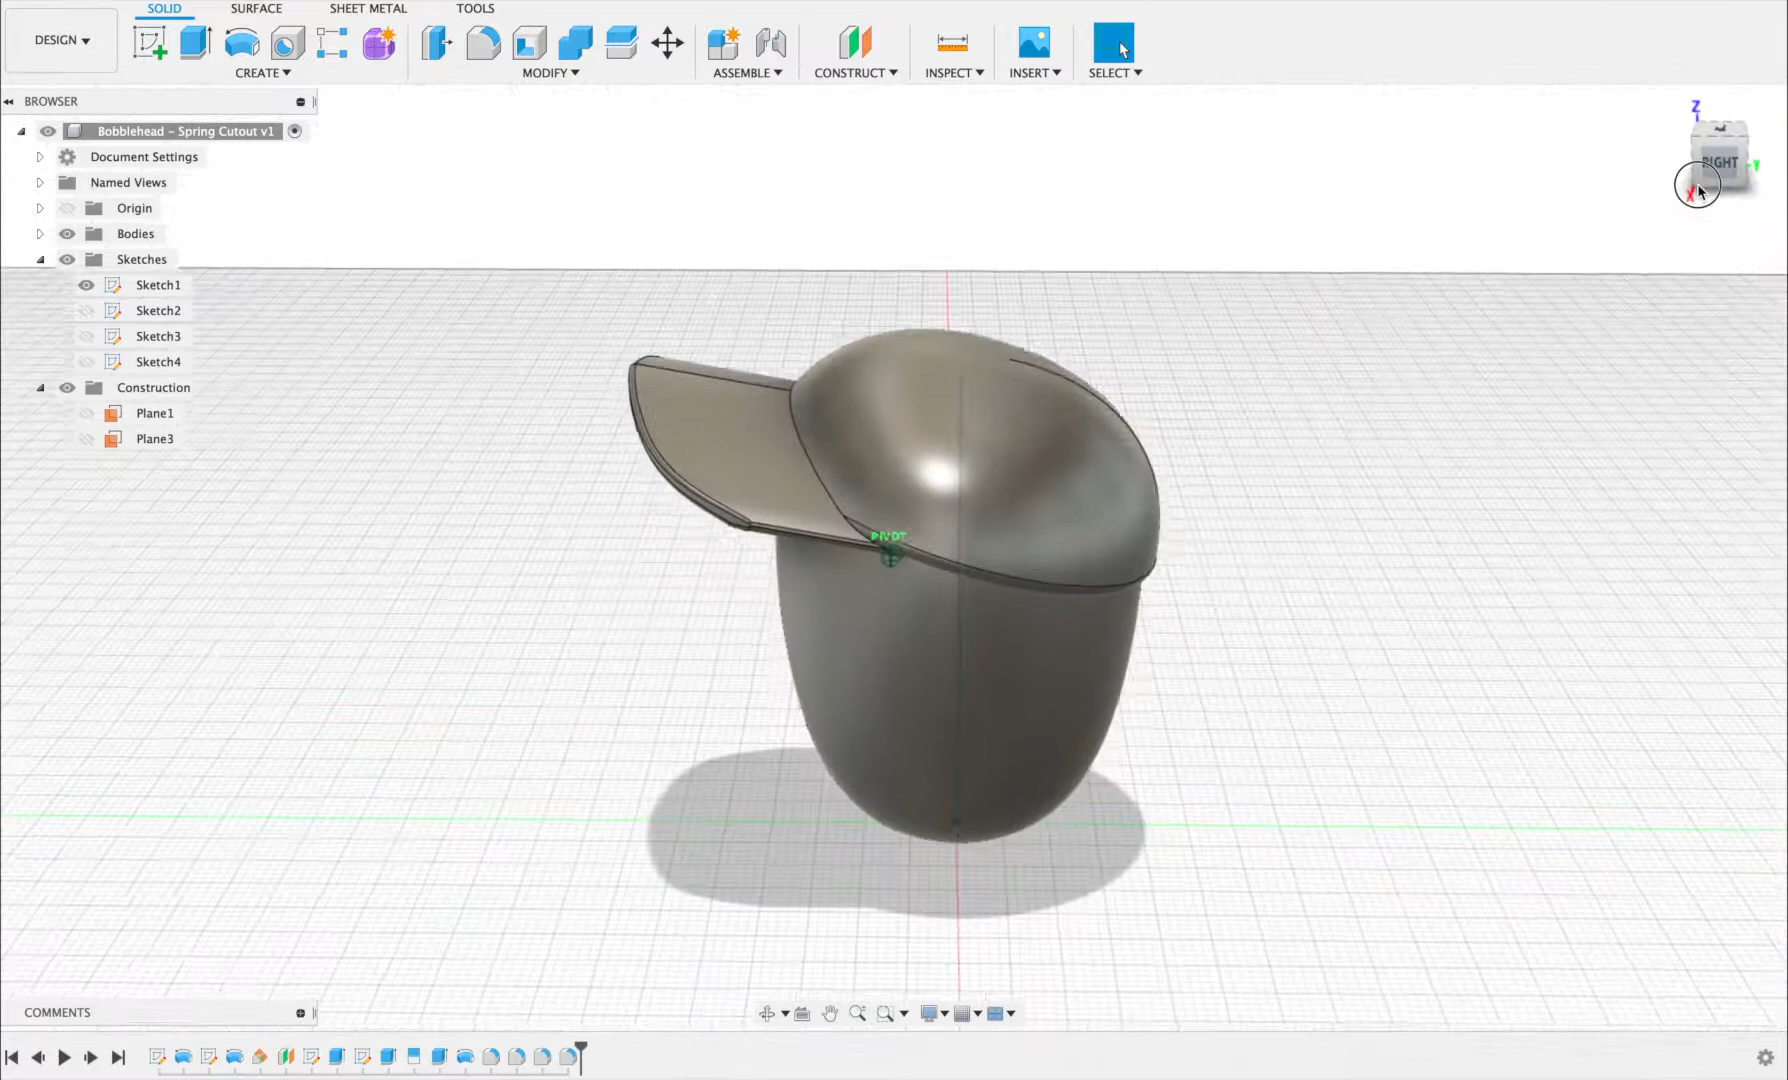 SOLID SURFACE SHEET METAL TOOLS
DESIGN
CREATE MODIFY ASSEMBLE CONSTRUCT INSPECT INSERT SELECT
BROWSER
Bobblehead – Spring Cutout v1
Document Settings
Named Views
Origin
Bodies
Sketches
Sketch1
Sketch2
Sketch3
Sketch4
Construction
Plane1
Plane3
Z
RIGHT
Y
X
PIVOT
COMMENTS